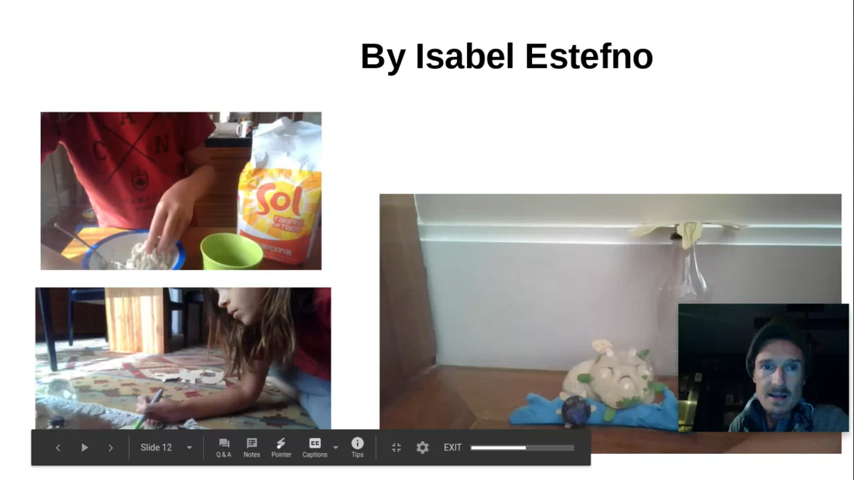 By Isabel Estefno
C A N
Sol
Slide 12
Q & A
Notes
Pointer
CC
Captions
Tips
EXIT